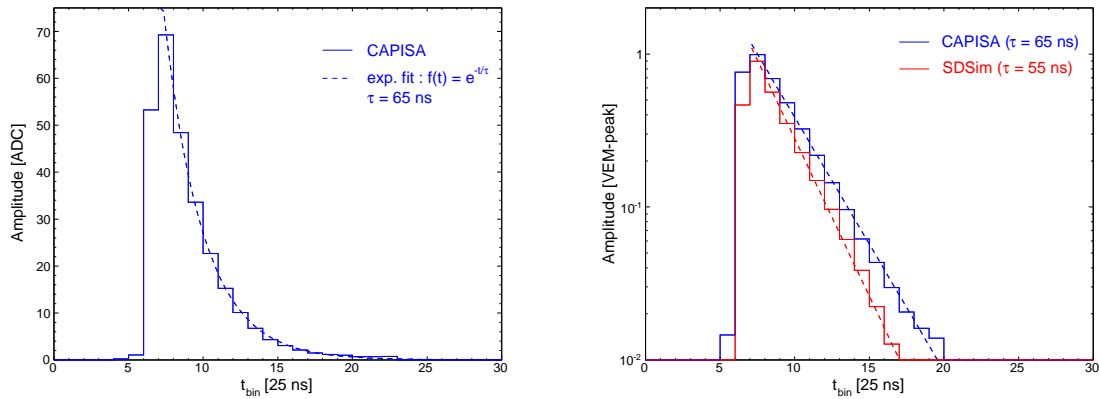 70
60
50
40
30
20
10
0
0 5 10 15 20 25 30
Amplitude [ADC]
t_bin [25 ns]
CAPISA
exp. fit : f(t) = e^-t/τ
τ = 65 ns
1
10^-1
10^-2
0 5 10 15 20 25 30
Amplitude [VEM-peak]
t_bin [25 ns]
CAPISA (τ = 65 ns)
SDSim (τ = 55 ns)